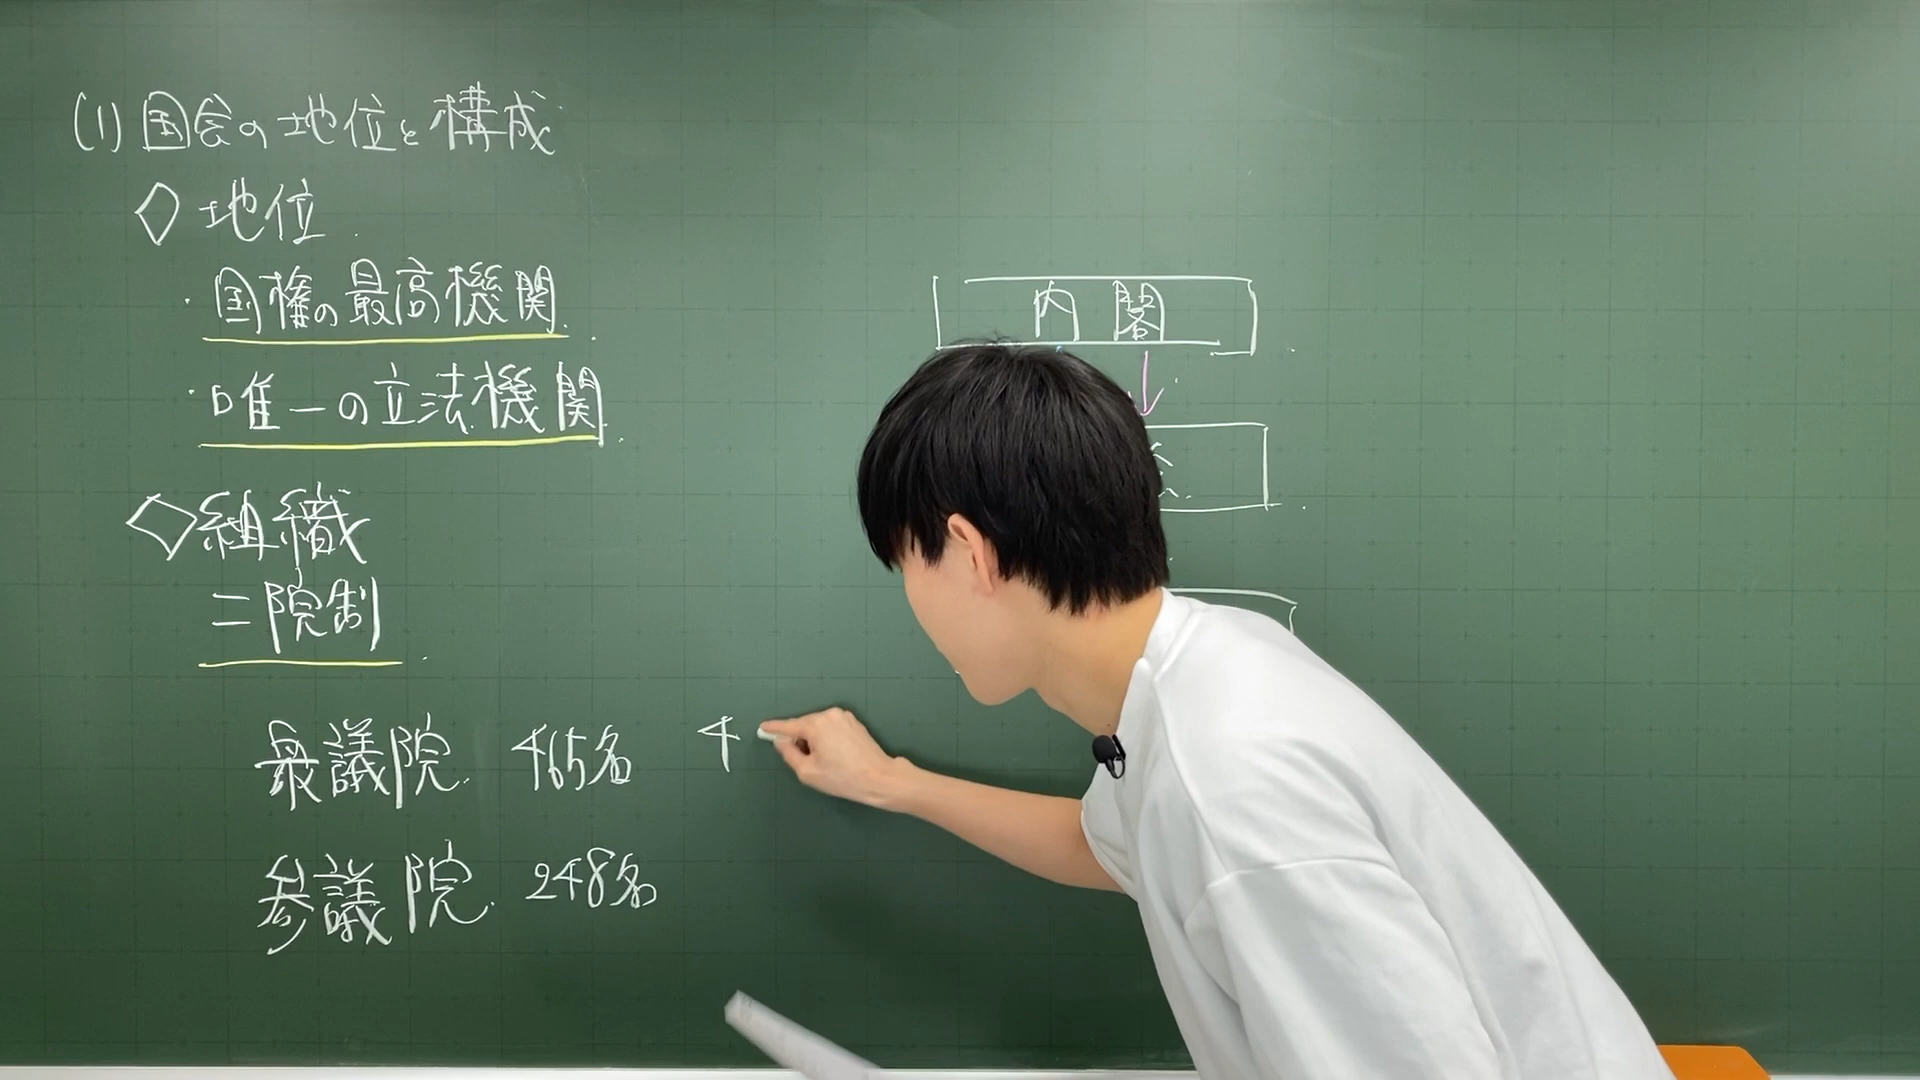 (1) 国会の地位と構成
◇ 地位
・国権の最高機関
・唯一の立法機関
◇組織
二院制
衆議院 465名 4
参議院 248名
内閣